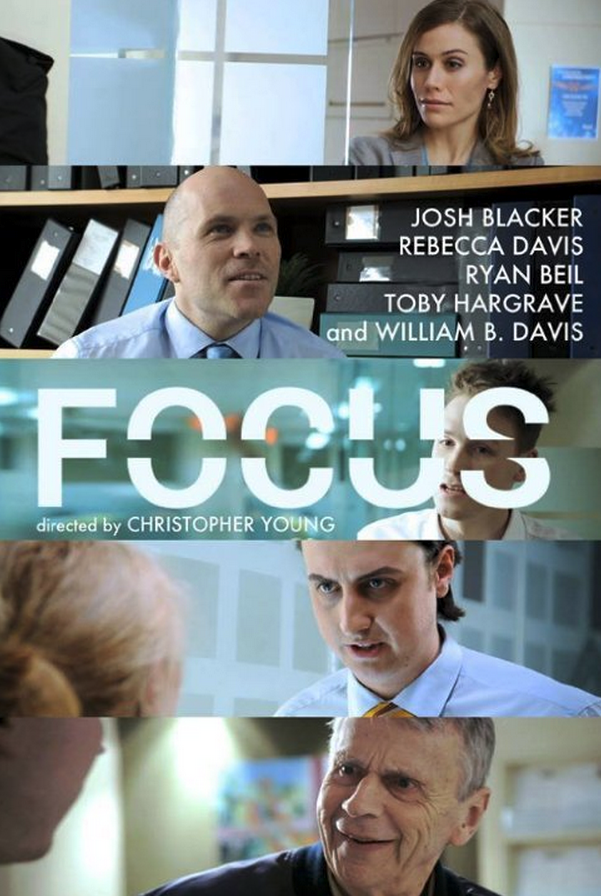 JOSH BLACKER
REBECCA DAVIS
RYAN BEIL
TOBY HARGRAVE
and WILLIAM B. DAVIS
FOCUS
directed by CHRISTOPHER YOUNG